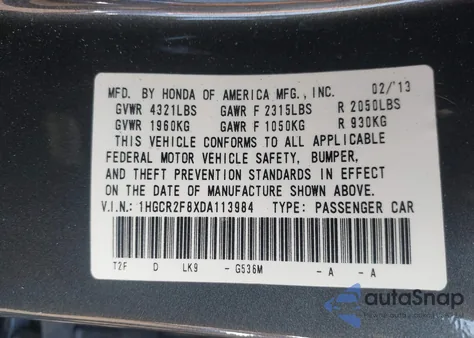 MFD. BY HONDA OF AMERICA MFG., INC. 02/13
GVWR 4321LBS GAWR F 2315LBS R 2050LBS
GVWR 1960KG GAWR F 1050KG R 930KG
THIS VEHICLE CONFORMS TO ALL APPLICABLE
FEDERAL MOTOR VEHICLE SAFETY, BUMPER,
AND THEFT PREVENTION STANDARDS IN EFFECT
ON THE DATE OF MANUFACTURE SHOWN ABOVE.
V.I.N.: 1HGCR2F8XDA113984 TYPE: PASSENGER CAR
T2F D LK9 - G536M - A - A
autoSnap